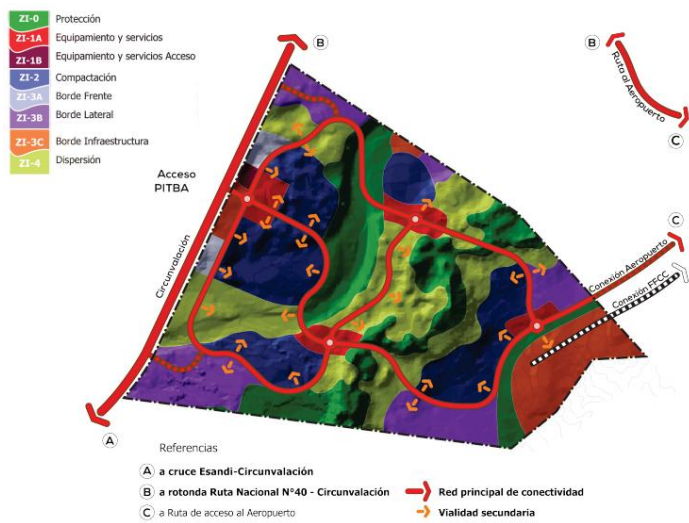 ZI-0 Protección
ZI-1A Equipamiento y servicios
ZI-1B Equipamiento y servicios Acceso
ZI-2 Compactación
ZI-3A Borde Frente
ZI-3B Borde Lateral
ZI-3C Borde Infraestructura
ZI-4 Dispersión
B
B
Ruta al Aeropuerto
C
Acceso
PITBA
Circunvalación
C
Conexión Aeropuerto
Conexión FFCC
A
Referencias
A a cruce Esandi-Circunvalación
B a rotonda Ruta Nacional N°40 - Circunvalación
Red principal de conectividad
C a Ruta de acceso al Aeropuerto
Vialidad secundaria